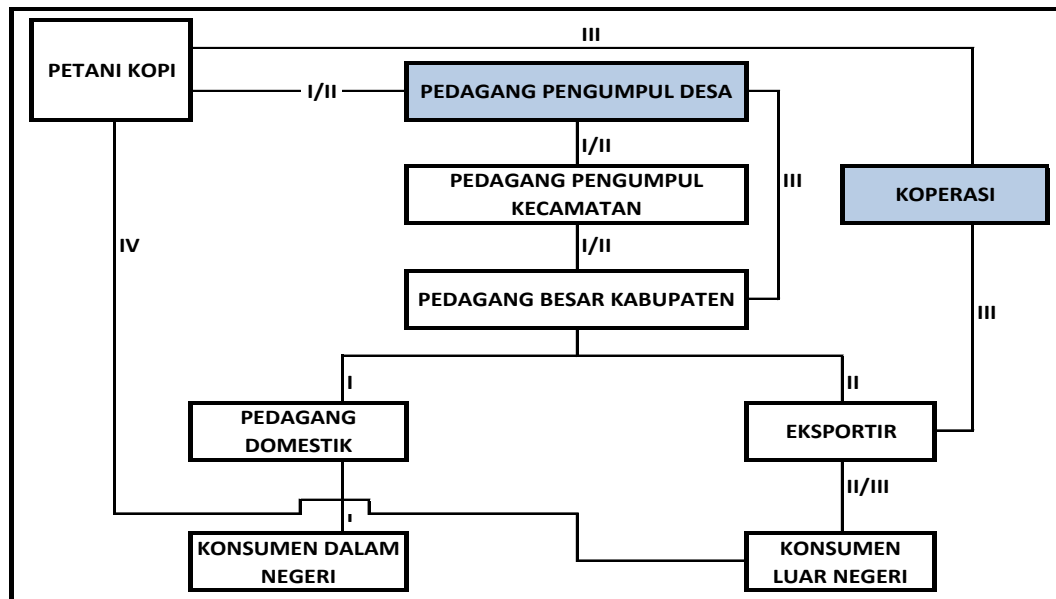 III
PETANI KOPI
I/II
PEDAGANG PENGUMPUL DESA
I/II
PEDAGANG PENGUMPUL
KECAMATAN
III
KOPERASI
IV
I/II
PEDAGANG BESAR KABUPATEN
III
I
II
PEDAGANG
DOMESTIK
EKSPORTIR
II/III
I
KONSUMEN DALAM
NEGERI
KONSUMEN
LUAR NEGERI